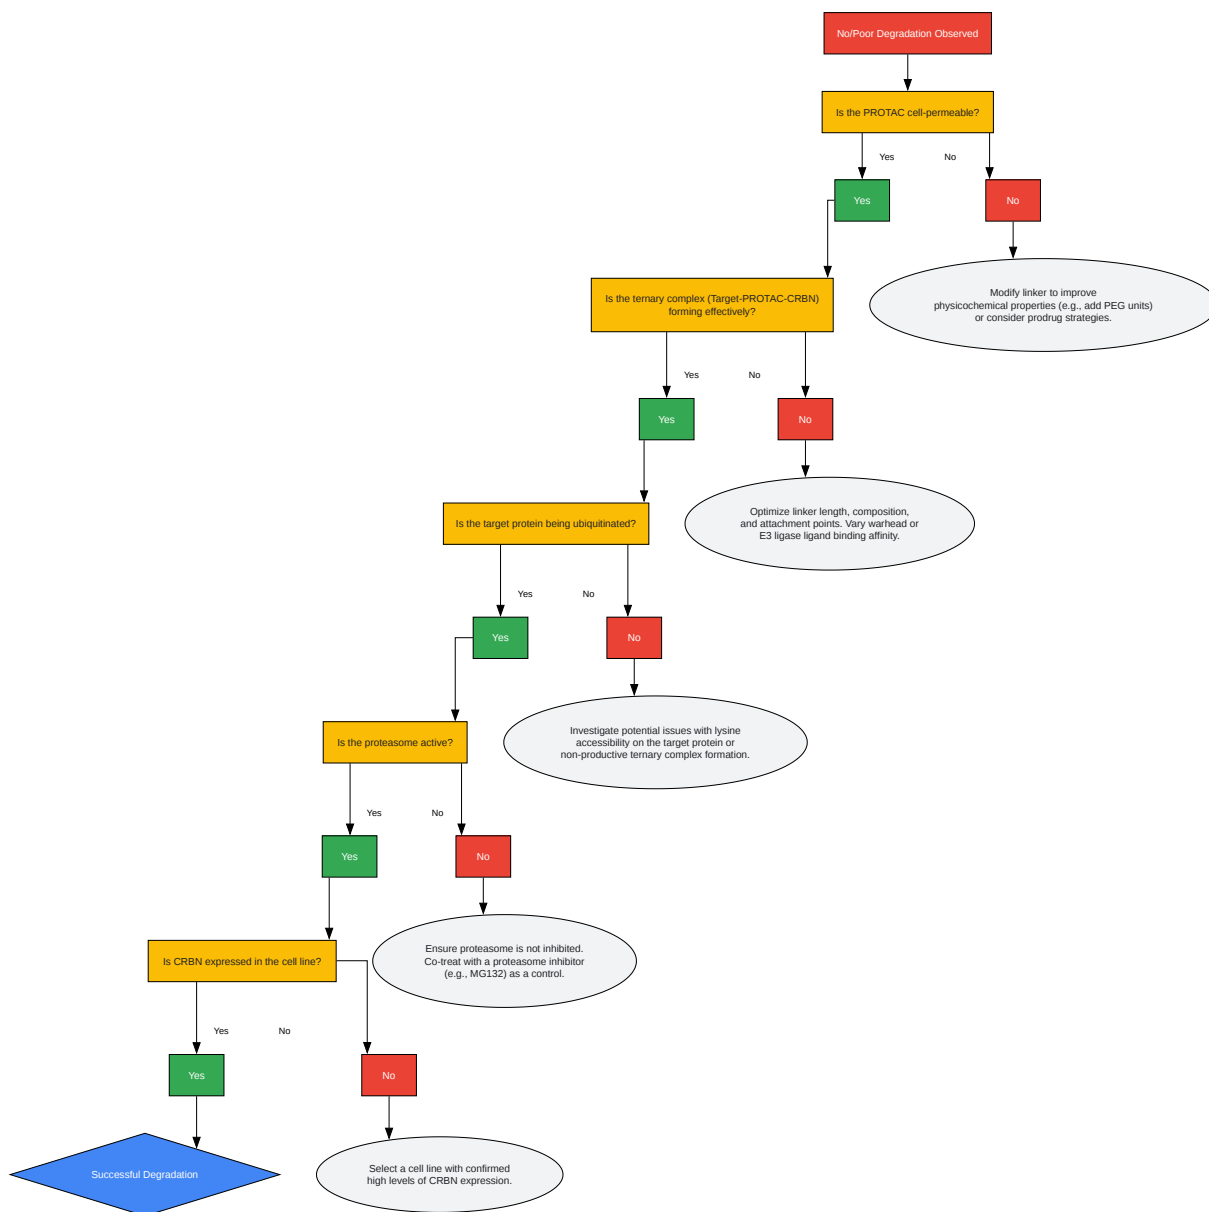 No/Poor Degradation Observed
Is the PROTAC cell-permeable?
Yes
No
Yes
No
Modify linker to improve
physicochemical properties (e.g., add PEG units)
or consider prodrug strategies.
Is the ternary complex (Target-PROTAC-CRBN)
forming effectively?
Yes
No
Yes
No
Optimize linker length, composition,
and attachment points. Vary warhead or
E3 ligase ligand binding affinity.
Is the target protein being ubiquitinated?
Yes
No
Yes
No
Investigate potential issues with lysine
accessibility on the target protein or
non-productive ternary complex formation.
Is the proteasome active?
Yes
No
Yes
No
Ensure proteasome is not inhibited.
Co-treat with a proteasome inhibitor
(e.g., MG132) as a control.
Is CRBN expressed in the cell line?
Yes
No
Yes
No
Successful Degradation
Select a cell line with confirmed
high levels of CRBN expression.